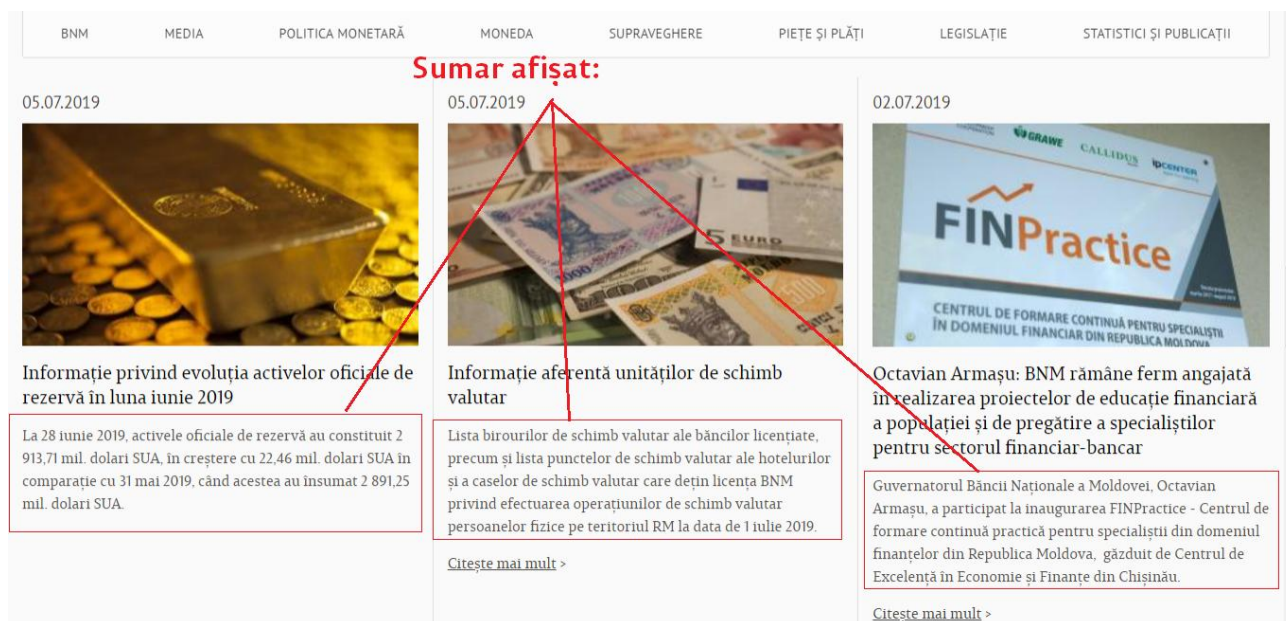 BNM MEDIA POLITICA MONETARĂ MONEDA SUPRAVEGHERE PIEȚE ȘI PLĂȚI LEGISLAȚIE STATISTICI ȘI PUBLICAȚII
Sumar afișat:
05.07.2019
Informație privind evoluția activelor oficiale de
rezervă în luna iunie 2019
La 28 iunie 2019, activele oficiale de rezervă au constituit 2
913,71 mil. dolari SUA, în creștere cu 22,46 mil. dolari SUA în
comparație cu 31 mai 2019, când acestea au însumat 2 891,25
mil. dolari SUA.
05.07.2019
5 EURO
1000
500
Informație aferentă unităților de schimb
valutar
Lista birourilor de schimb valutar ale băncilor licențiate,
precum și lista punctelor de schimb valutar ale hotelurilor
și a caselor de schimb valutar care dețin licența BNM
privind efectuarea operațiunilor de schimb valutar
persoanelor fizice pe teritoriul RM la data de 1 iulie 2019.
Citește mai mult >
02.07.2019
GRAWE CALLIDUS IPCENTER
FINPractice
CENTRUL DE FORMARE CONTINUĂ PENTRU SPECIALIȘTII
ÎN DOMENIUL FINANCIAR DIN REPUBLICA MOLDOVA
Octavian Armașu: BNM rămâne ferm angajată
în realizarea proiectelor de educație financiară
a populației și de pregătire a specialiștilor
pentru sectorul financiar-bancar
Guvernatorul Băncii Naționale a Moldovei, Octavian
Armașu, a participat la inaugurarea FINPractice - Centrul de
formare continuă practică pentru specialiștii din domeniul
finanțelor din Republica Moldova, găzduit de Centrul de
Excelență în Economie și Finanțe din Chișinău.
Citește mai mult >